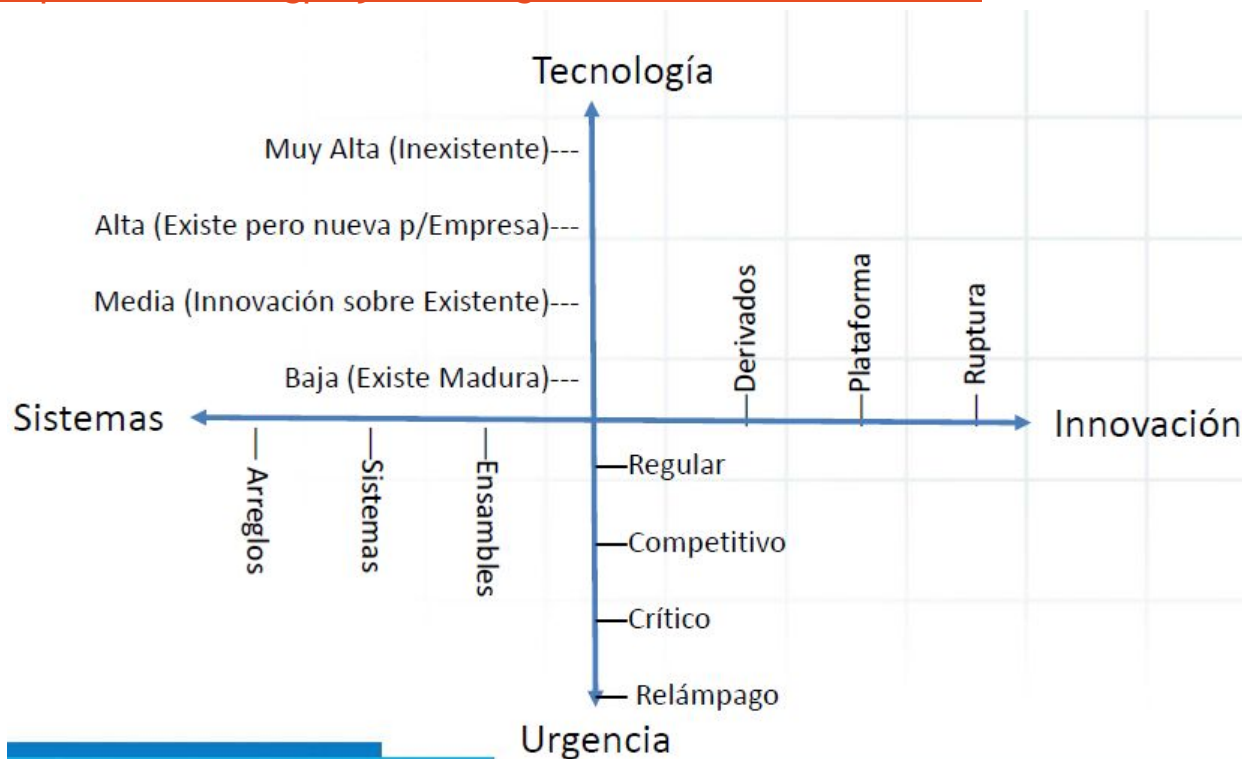 Tecnología
Muy Alta (Inexistente)---
Alta (Existe pero nueva p/Empresa)---
Media (Innovación sobre Existente)---
Baja (Existe Madura)---
—Derivados
—Plataforma
— Ruptura
Sistemas
Innovación
— Arreglos
—Sistemas
—Ensambles
—Regular
—Competitivo
—Crítico
— Relámpago
Urgencia